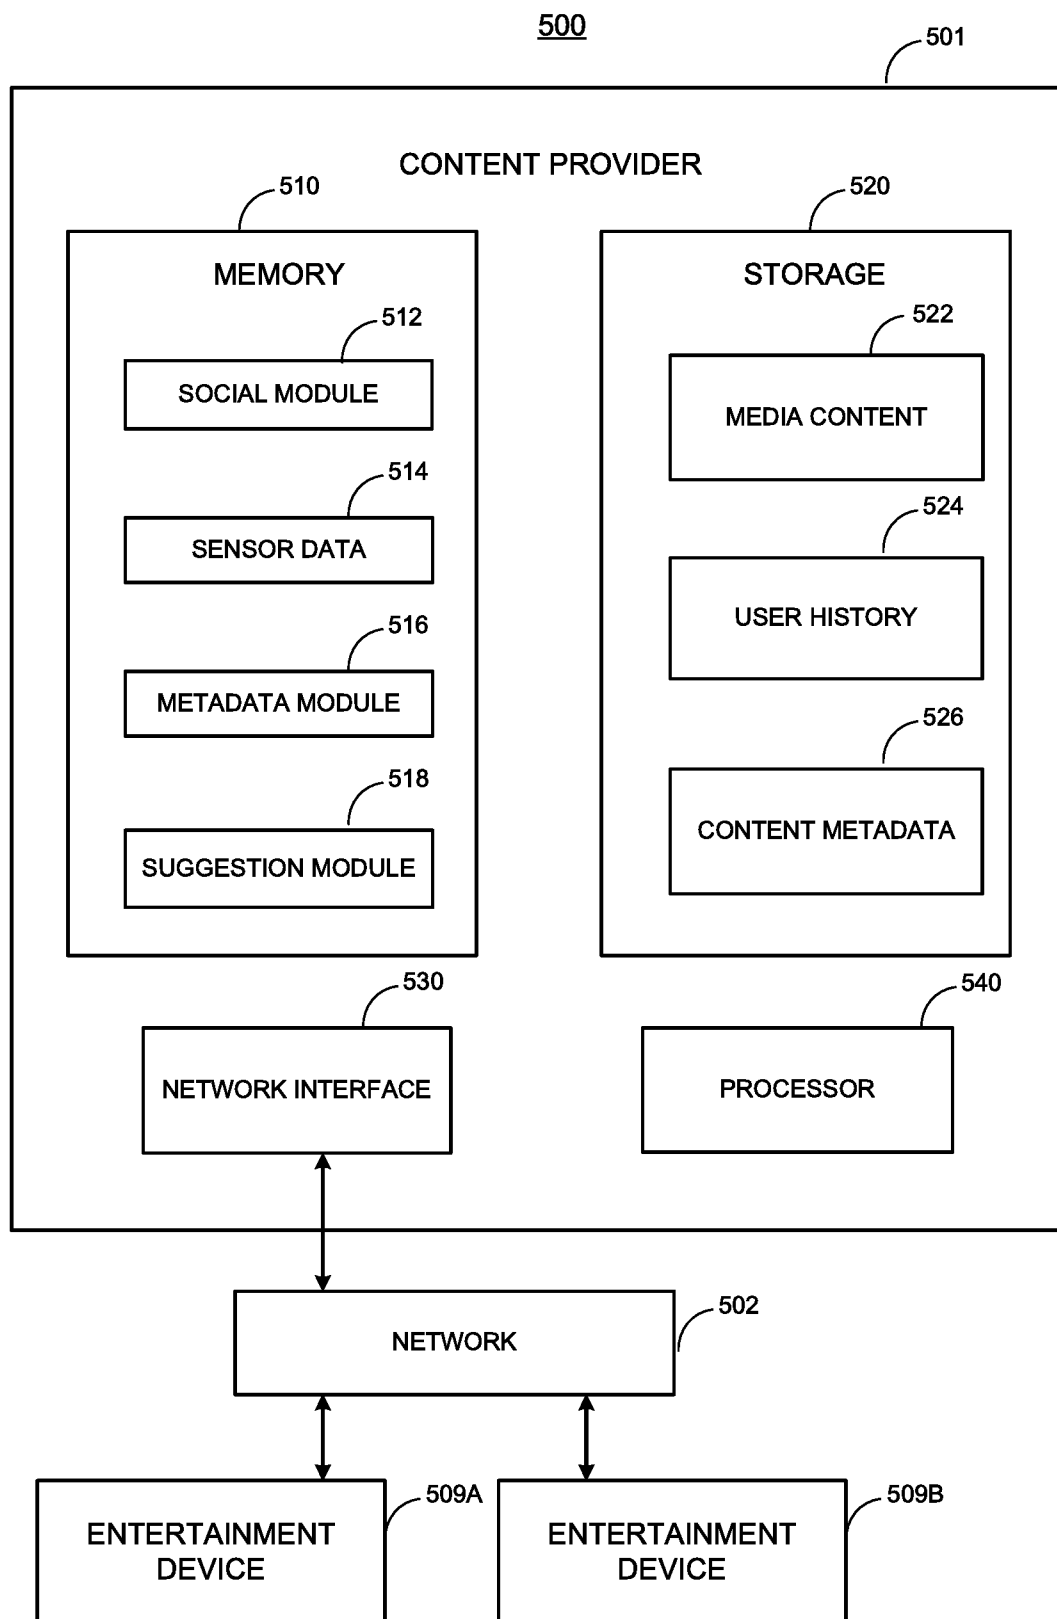 500
501
CONTENT PROVIDER
510
520
MEMORY
STORAGE
512
522
SOCIAL MODULE
MEDIA CONTENT
514
524
SENSOR DATA
USER HISTORY
516
526
METADATA MODULE
CONTENT METADATA
518
SUGGESTION MODULE
530
540
NETWORK INTERFACE
PROCESSOR
502
NETWORK
509A
509B
ENTERTAINMENT
DEVICE
ENTERTAINMENT
DEVICE